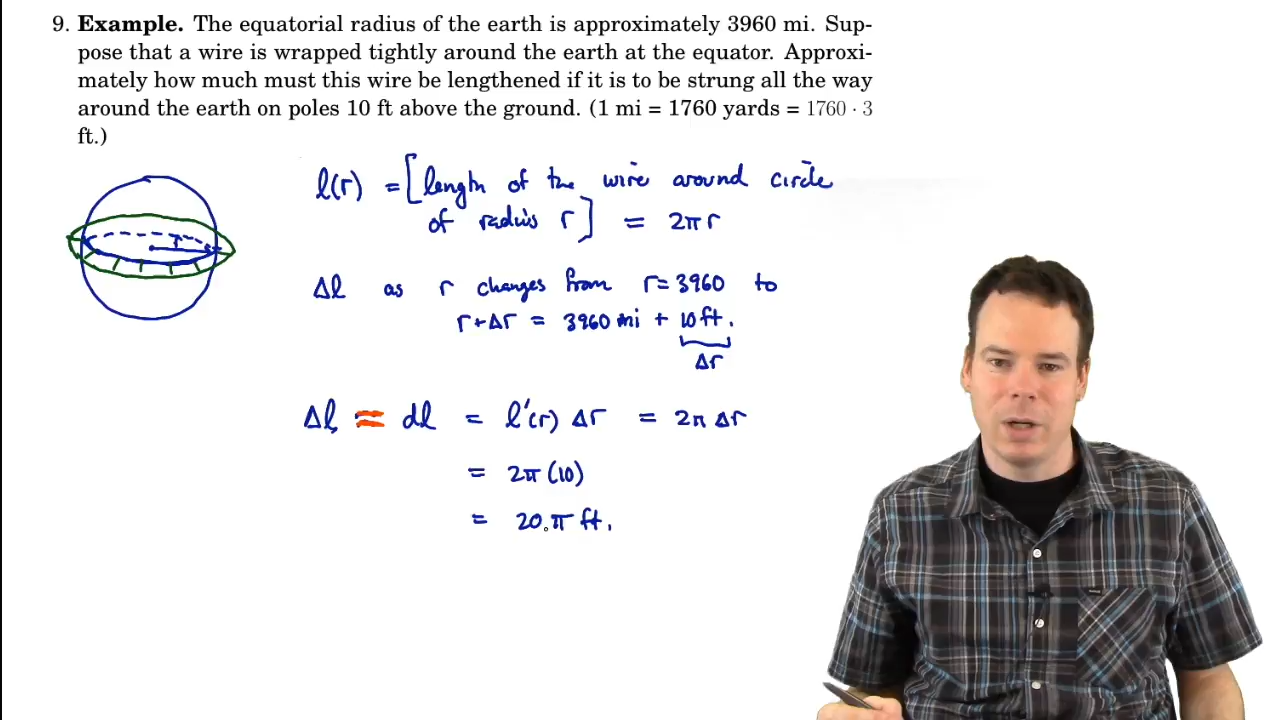 9. Example. The equatorial radius of the earth is approximately 3960 mi. Sup-
pose that a wire is wrapped tightly around the earth at the equator. Approxi-
mately how much must this wire be lengthened if it is to be strung all the way
around the earth on poles 10 ft above the ground. (1 mi = 1760 yards = 1760 · 3
ft.)
l(r) = [length of the wire around circle
of radius r] = 2πr
r
Δl as r changes from r = 3960 to
r+Δr = 3960 mi + 10 ft.
Δr
Δl ≈ dl = l'(r) Δr = 2π Δr
= 2π(10)
= 20.π ft.